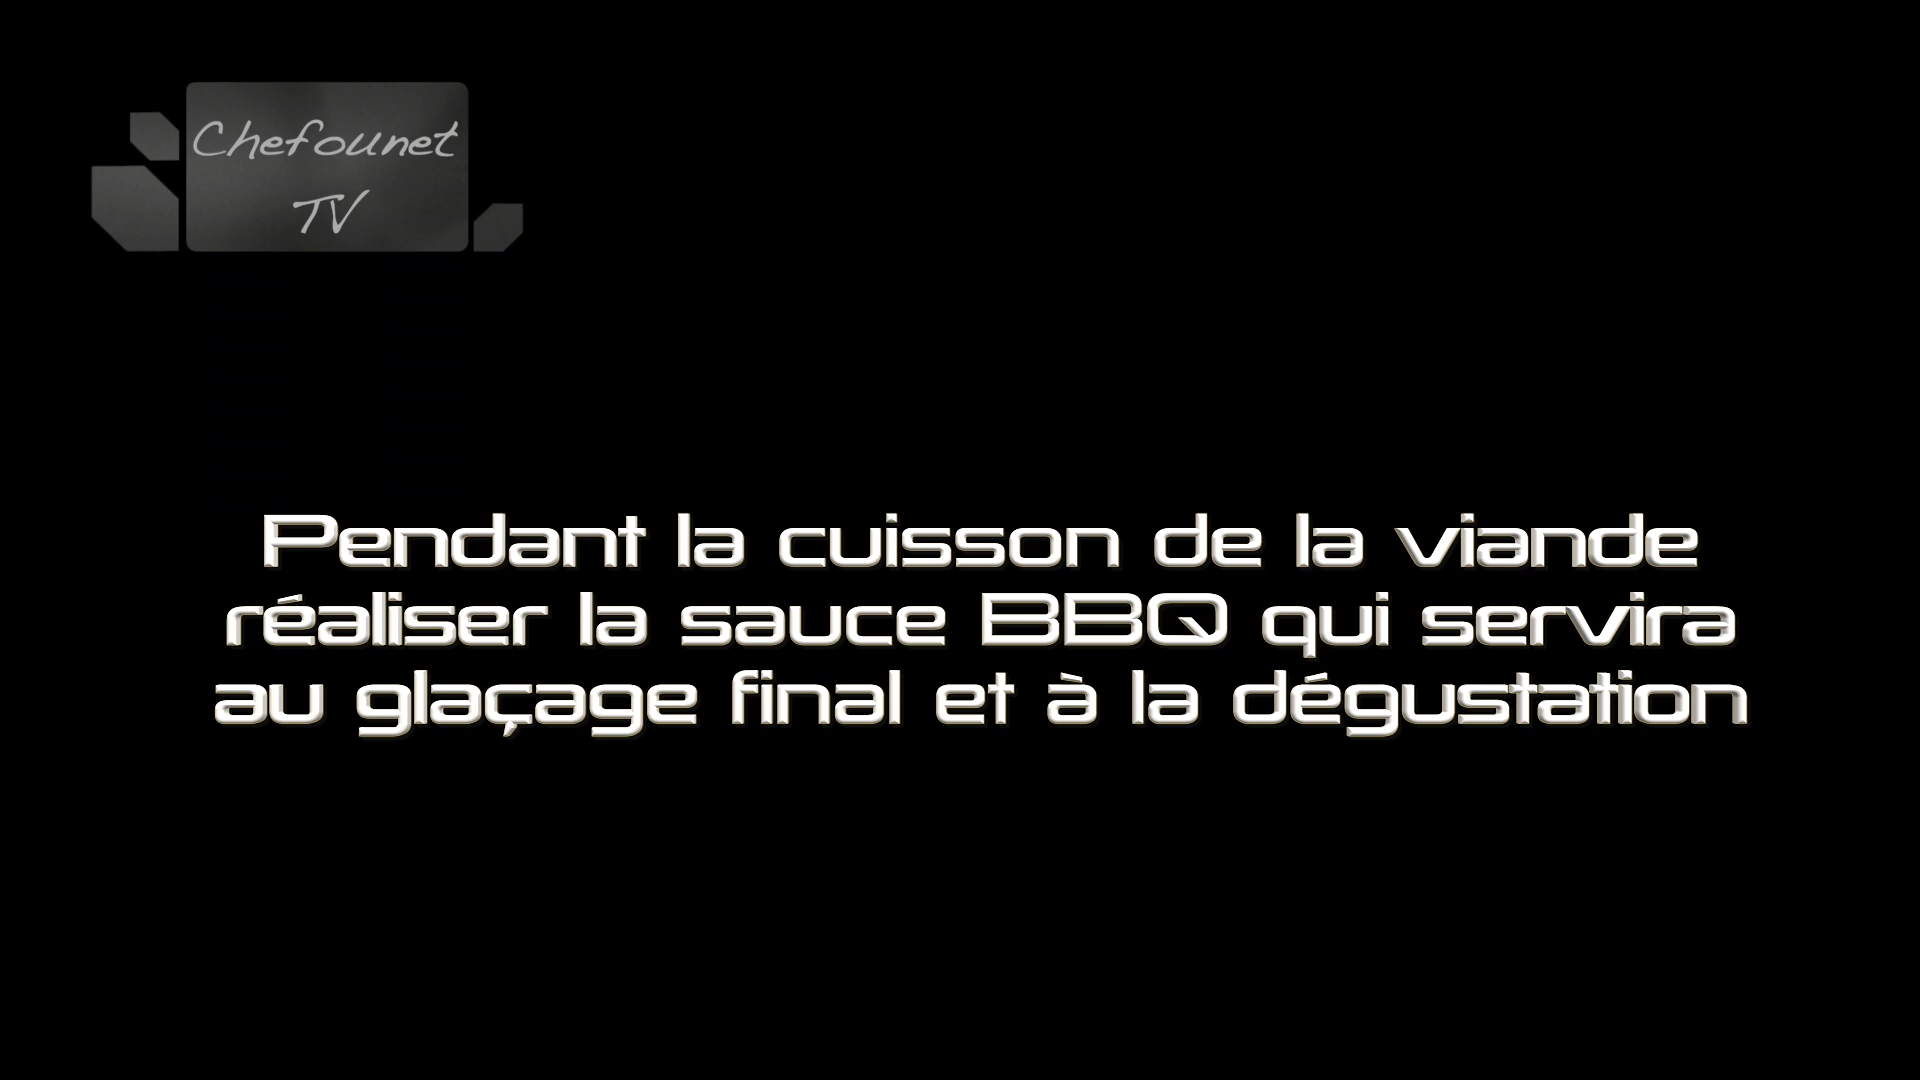 Chefounet
TV
Pendant la cuisson de la viande
réaliser la sauce BBQ qui servira
au glaçage final et à la dégustation